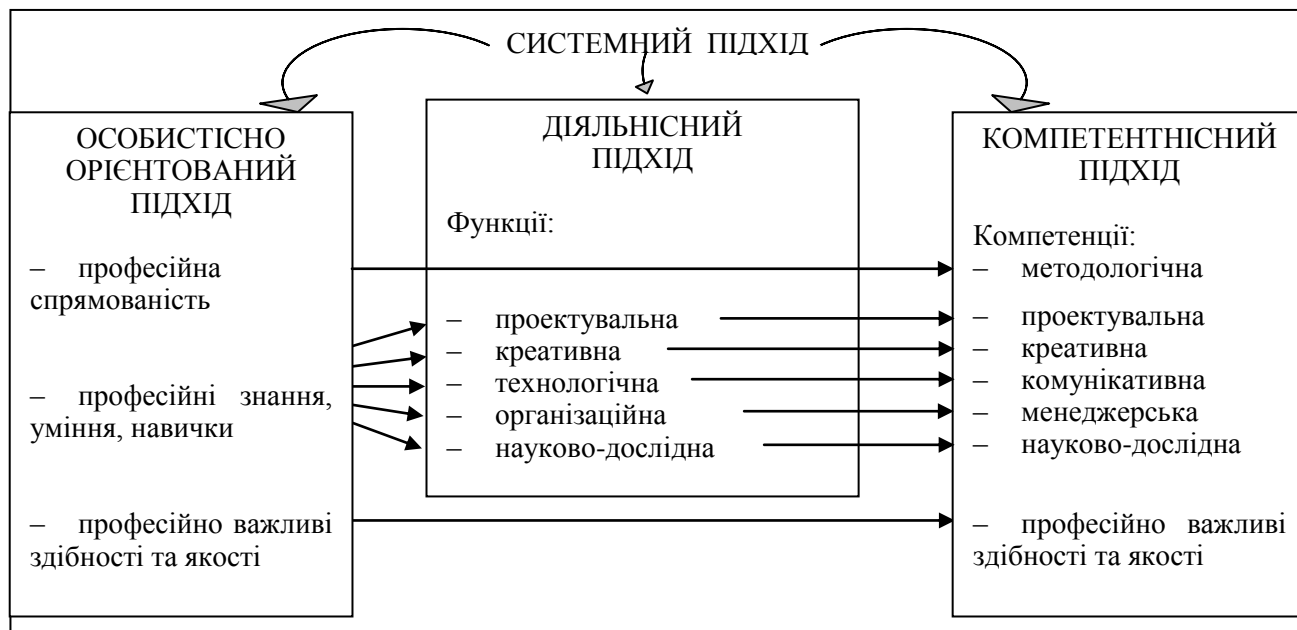 СИСТЕМНИЙ ПІДХІД
ОСОБИСТІСНО
ОРІЄНТОВАНИЙ
ПІДХІД
– професійна
спрямованість
– професійні знання,
уміння, навички
– професійно важливі
здібності та якості
ДІЯЛЬНІСНИЙ
ПІДХІД
Функції:
– проектувальна
– креативна
– технологічна
– організаційна
– науково-дослідна
КОМПЕТЕНТНІСНИЙ
ПІДХІД
Компетенції:
– методологічна
– проектувальна
– креативна
– комунікативна
– менеджерська
– науково-дослідна
– професійно важливі
здібності та якості